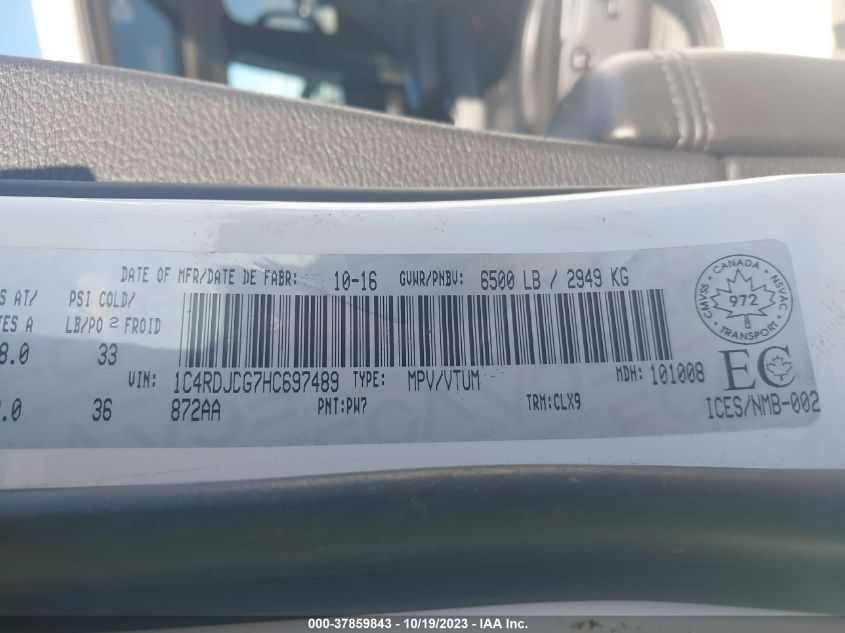 DATE OF MFR/DATE DE FABR: 10-16 GVWR/PNBV: 6500 LB / 2949 KG
S AT/ PSI COLD/
ES A LB/PO 2 FROID
8.0 33
.0 36
VIN: 1C4RDJCG7HC697489 TYPE: MPV/VTUM MDH: 101008
872AA PNT:PW7 TRM:CLX9
CANADA
CMVSS NSVAC
972
TRANSPORT
EC
ICES/NMB-002
000-37859843 - 10/19/2023 - IAA Inc.